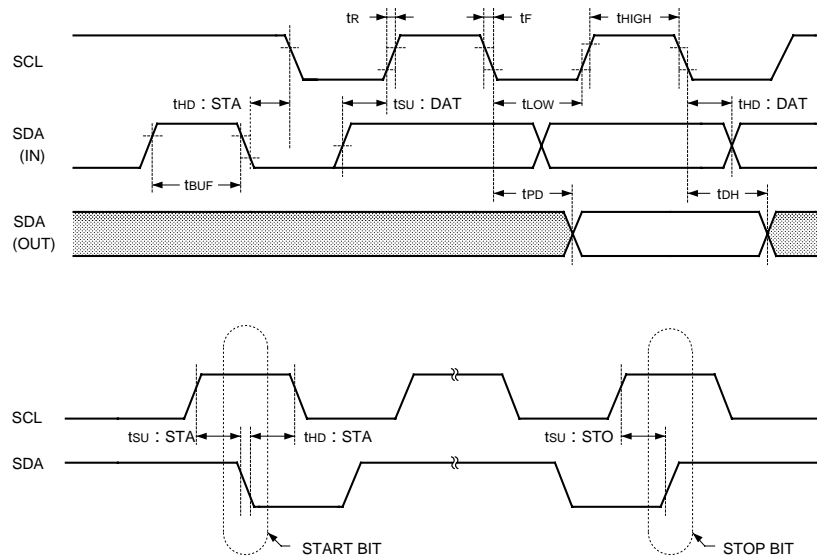 tR tF tHIGH
SCL
tHD : STA tSU : DAT tLOW tHD : DAT
SDA
(IN)
tBUF
tPD tDH
SDA
(OUT)
SCL
tSU : STA tHD : STA tSU : STO
SDA
START BIT STOP BIT